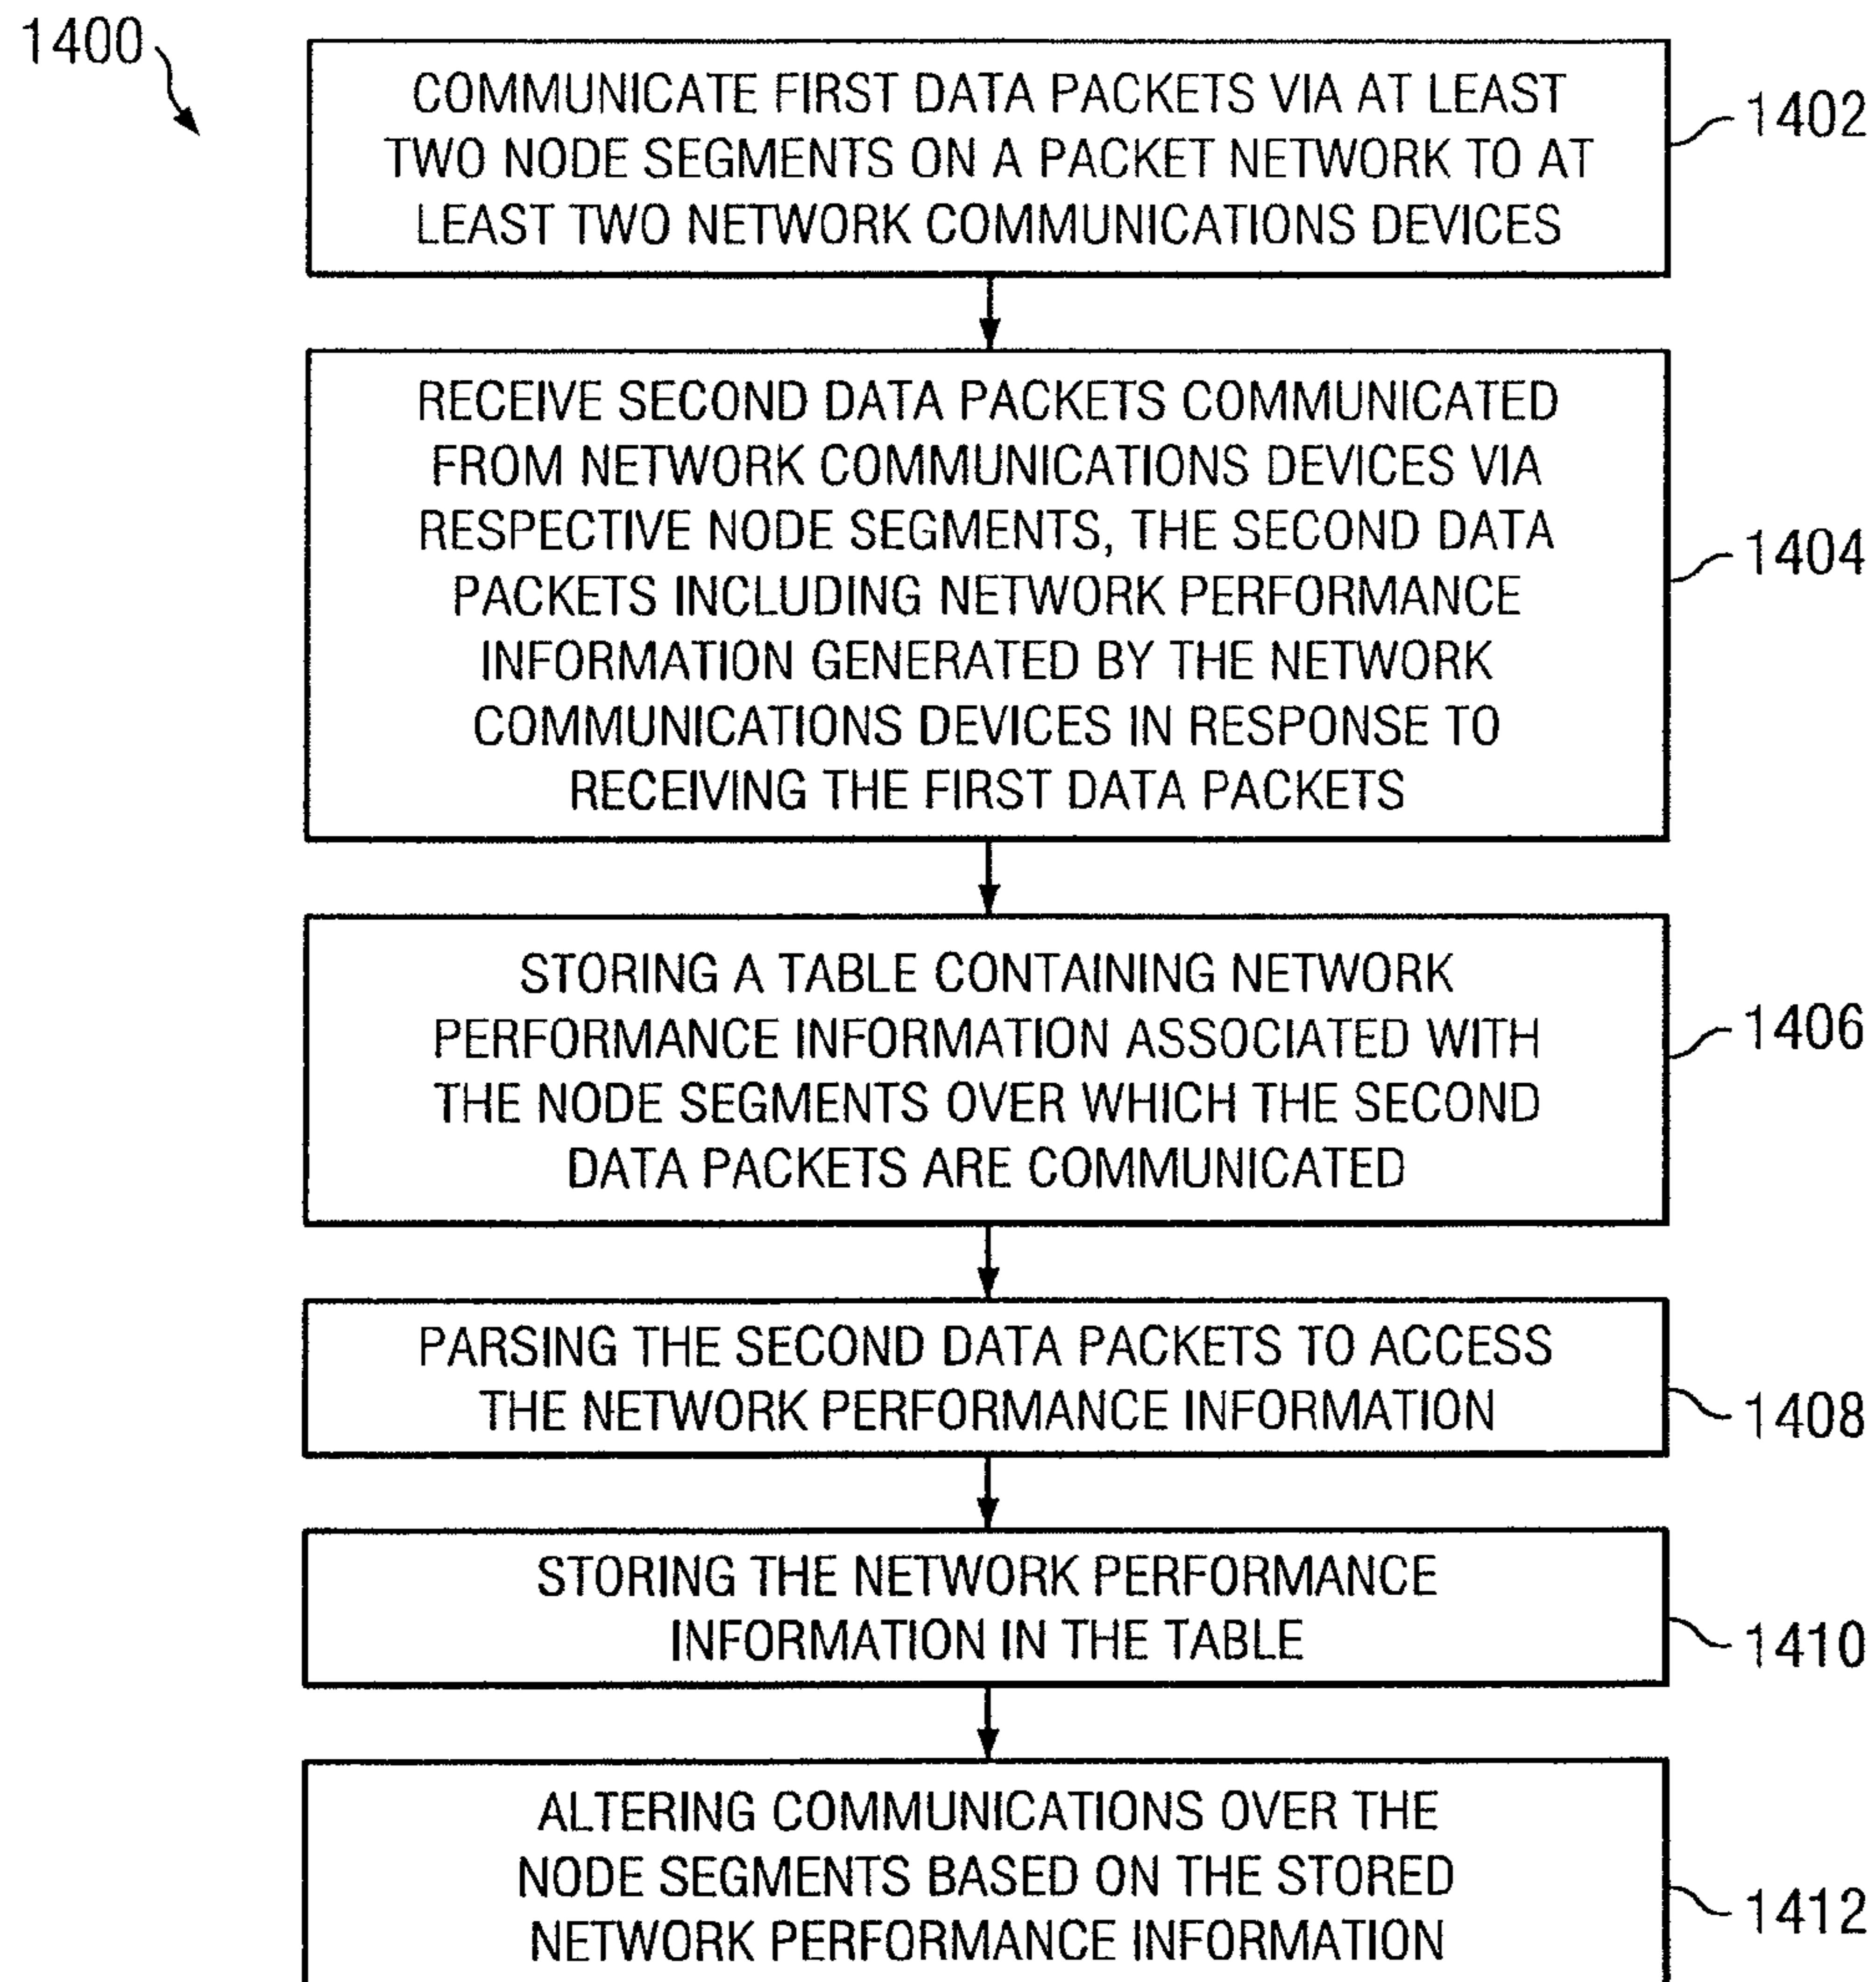 1400
COMMUNICATE FIRST DATA PACKETS VIA AT LEAST
TWO NODE SEGMENTS ON A PACKET NETWORK TO AT
LEAST TWO NETWORK COMMUNICATIONS DEVICES
1402
RECEIVE SECOND DATA PACKETS COMMUNICATED
FROM NETWORK COMMUNICATIONS DEVICES VIA
RESPECTIVE NODE SEGMENTS, THE SECOND DATA
PACKETS INCLUDING NETWORK PERFORMANCE
INFORMATION GENERATED BY THE NETWORK
COMMUNICATIONS DEVICES IN RESPONSE TO
RECEIVING THE FIRST DATA PACKETS
1404
STORING A TABLE CONTAINING NETWORK
PERFORMANCE INFORMATION ASSOCIATED WITH
THE NODE SEGMENTS OVER WHICH THE SECOND
DATA PACKETS ARE COMMUNICATED
1406
PARSING THE SECOND DATA PACKETS TO ACCESS
THE NETWORK PERFORMANCE INFORMATION
1408
STORING THE NETWORK PERFORMANCE
INFORMATION IN THE TABLE
1410
ALTERING COMMUNICATIONS OVER THE
NODE SEGMENTS BASED ON THE STORED
NETWORK PERFORMANCE INFORMATION
1412